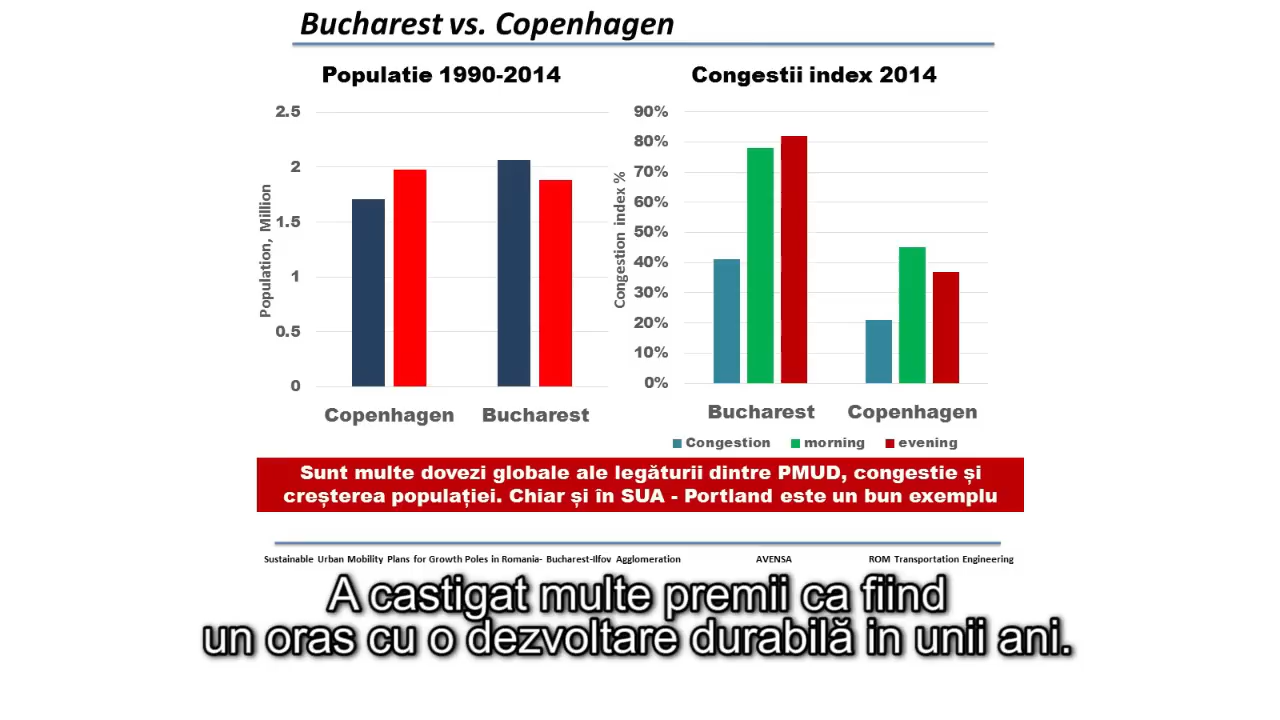 Bucharest vs. Copenhagen
Populatie 1990-2014
2.5
2
1.5
1
0.5
0
Population, Million
Copenhagen
Bucharest
Congestii index 2014
90%
80%
70%
60%
50%
40%
30%
20%
10%
0%
Congestion index %
Bucharest
Copenhagen
Congestion
morning
evening
Sunt multe dovezi globale ale legăturii dintre PMUD, congestie și
creșterea populației. Chiar și în SUA - Portland este un bun exemplu
Sustainable Urban Mobility Plans for Growth Poles in Romania- Bucharest-Ilfov Agglomeration
AVENSA
ROM Transportation Engineering
A castigat multe premii ca fiind
un oras cu o dezvoltare durabilă in unii ani.